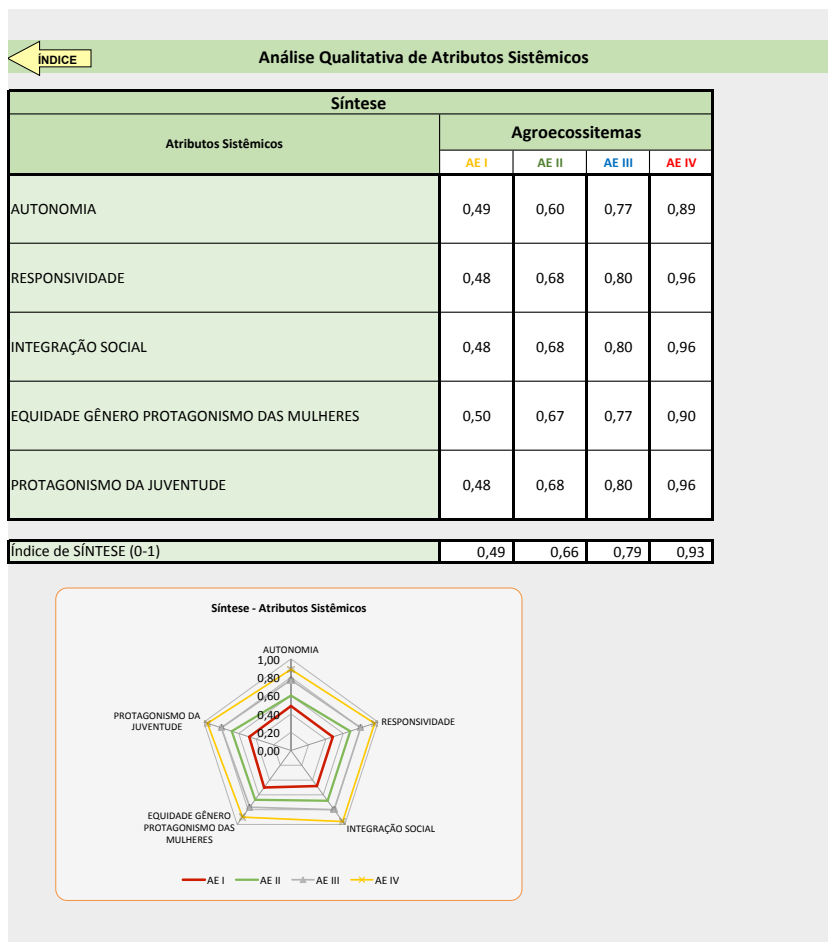 ÍNDICE
Análise Qualitativa de Atributos Sistêmicos
Síntese
Atributos Sistêmicos
Agroecossitemas
AE I AE II AE III AE IV
AUTONOMIA 0,49 0,60 0,77 0,89
RESPONSIVIDADE 0,48 0,68 0,80 0,96
INTEGRAÇÃO SOCIAL 0,48 0,68 0,80 0,96
EQUIDADE GÊNERO PROTAGONISMO DAS MULHERES 0,50 0,67 0,77 0,90
PROTAGONISMO DA JUVENTUDE 0,48 0,68 0,80 0,96
Índice de SÍNTESE (0-1) 0,49 0,66 0,79 0,93
Síntese - Atributos Sistêmicos
AUTONOMIA
1,00
0,80
0,60
0,40
0,20
0,00
RESPONSIVIDADE
INTEGRAÇÃO SOCIAL
EQUIDADE GÊNERO
PROTAGONISMO DAS
MULHERES
PROTAGONISMO DA
JUVENTUDE
AE I AE II AE III AE IV